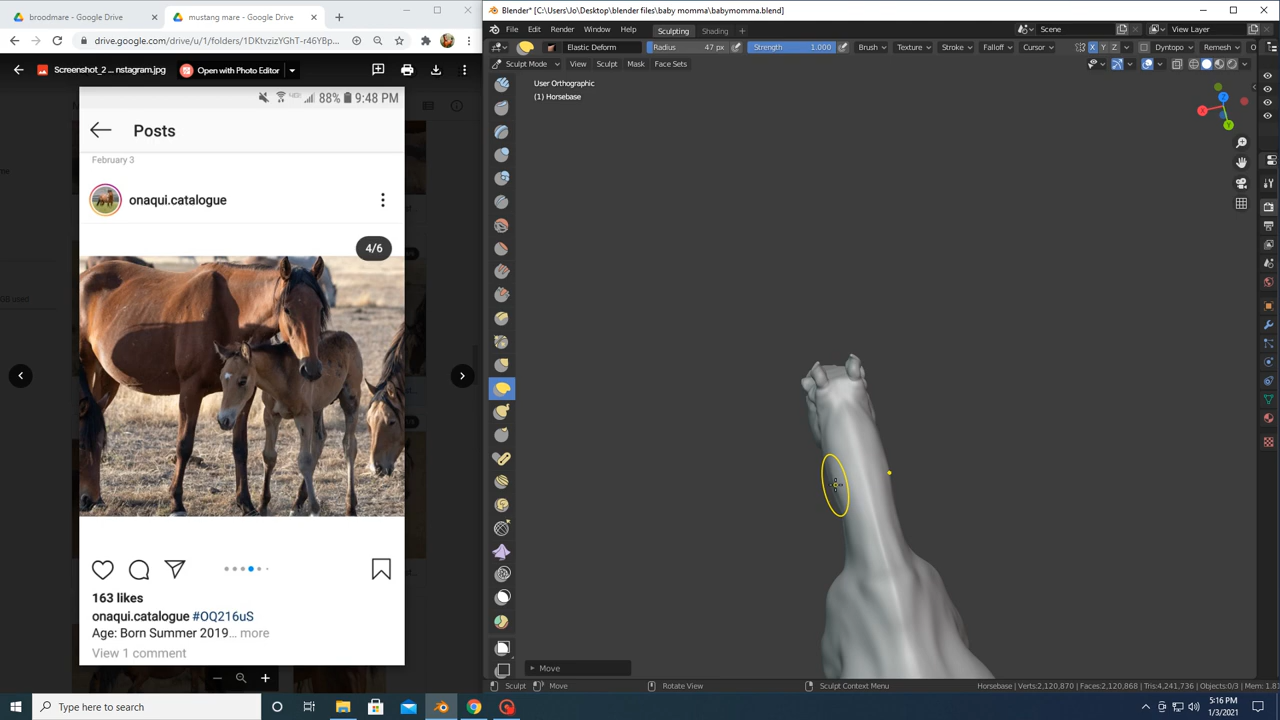 broodmare - Google Drive
mustang mare - Google Drive
drive.google.com/drive/u/1/folders/1DKtvzizYGhT-r46YBp...
Screenshot_2 ... nstagram.jpg
Open with Photo Editor
88% 9:48 PM
Posts
February 3
onaqui.catalogue
4/6
163 likes
onaqui.catalogue #OQ216uS
Age: Born Summer 2019... more
View 1 comment
Blender* [C:\Users\Jo\Desktop\blender files\baby momma\babymomma.blend]
File Edit Render Window Help Sculpting Shading + Scene View Layer
Elastic Deform Radius 47 px Strength 1.000 Brush Texture Stroke Falloff Cursor X Y Z Dyntopo Remesh O
Sculpt Mode View Sculpt Mask Face Sets
User Orthographic
(1) Horsebase
Z
X
Y
Move
Sculpt Move Rotate View Sculpt Context Menu Horsebase | Verts:2,120,870 | Faces:2,120,868 | Tris:4,241,736 | Objects:0/3 | Mem: 1.8
Type here to search
5:16 PM
1/3/2021